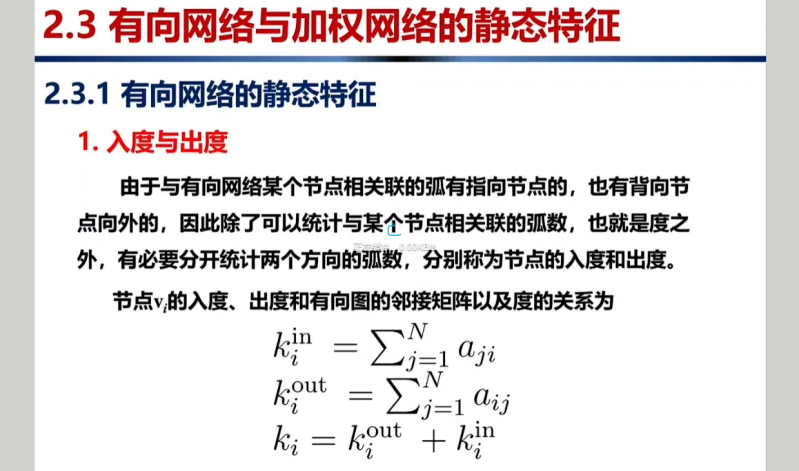 2.3 有向网络与加权网络的静态特征
2.3.1 有向网络的静态特征
1. 入度与出度
由于与有向网络某个节点相关联的弧有指向节点的，也有背向节
点向外的，因此除了可以统计与某个节点相关联的弧数，也就是度之
外，有必要分开统计两个方向的弧数，分别称为节点的入度和出度。
0.00KB/s
节点vᵢ的入度、出度和有向图的邻接矩阵以及度的关系为
k_i^{in} = \sum_{j=1}^{N} a_{ji}
k_i^{out} = \sum_{j=1}^{N} a_{ij}
k_i = k_i^{out} + k_i^{in}